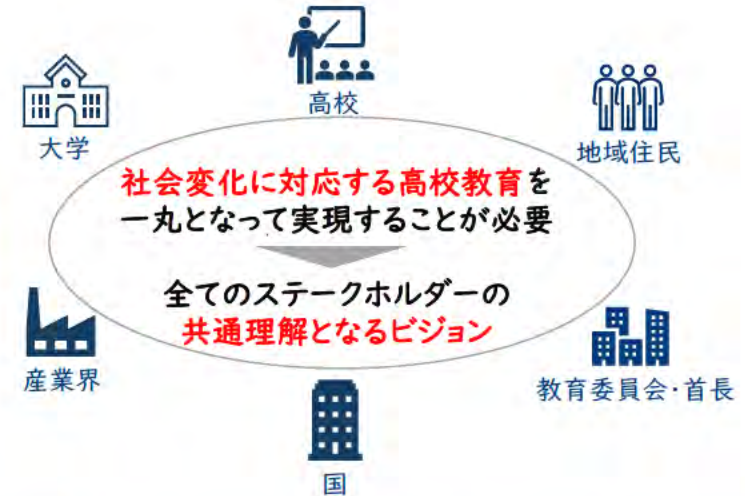 高校
大学
地域住民
社会変化に対応する高校教育を
一丸となって実現することが必要
全てのステークホルダーの
共通理解となるビジョン
産業界
教育委員会・首長
国